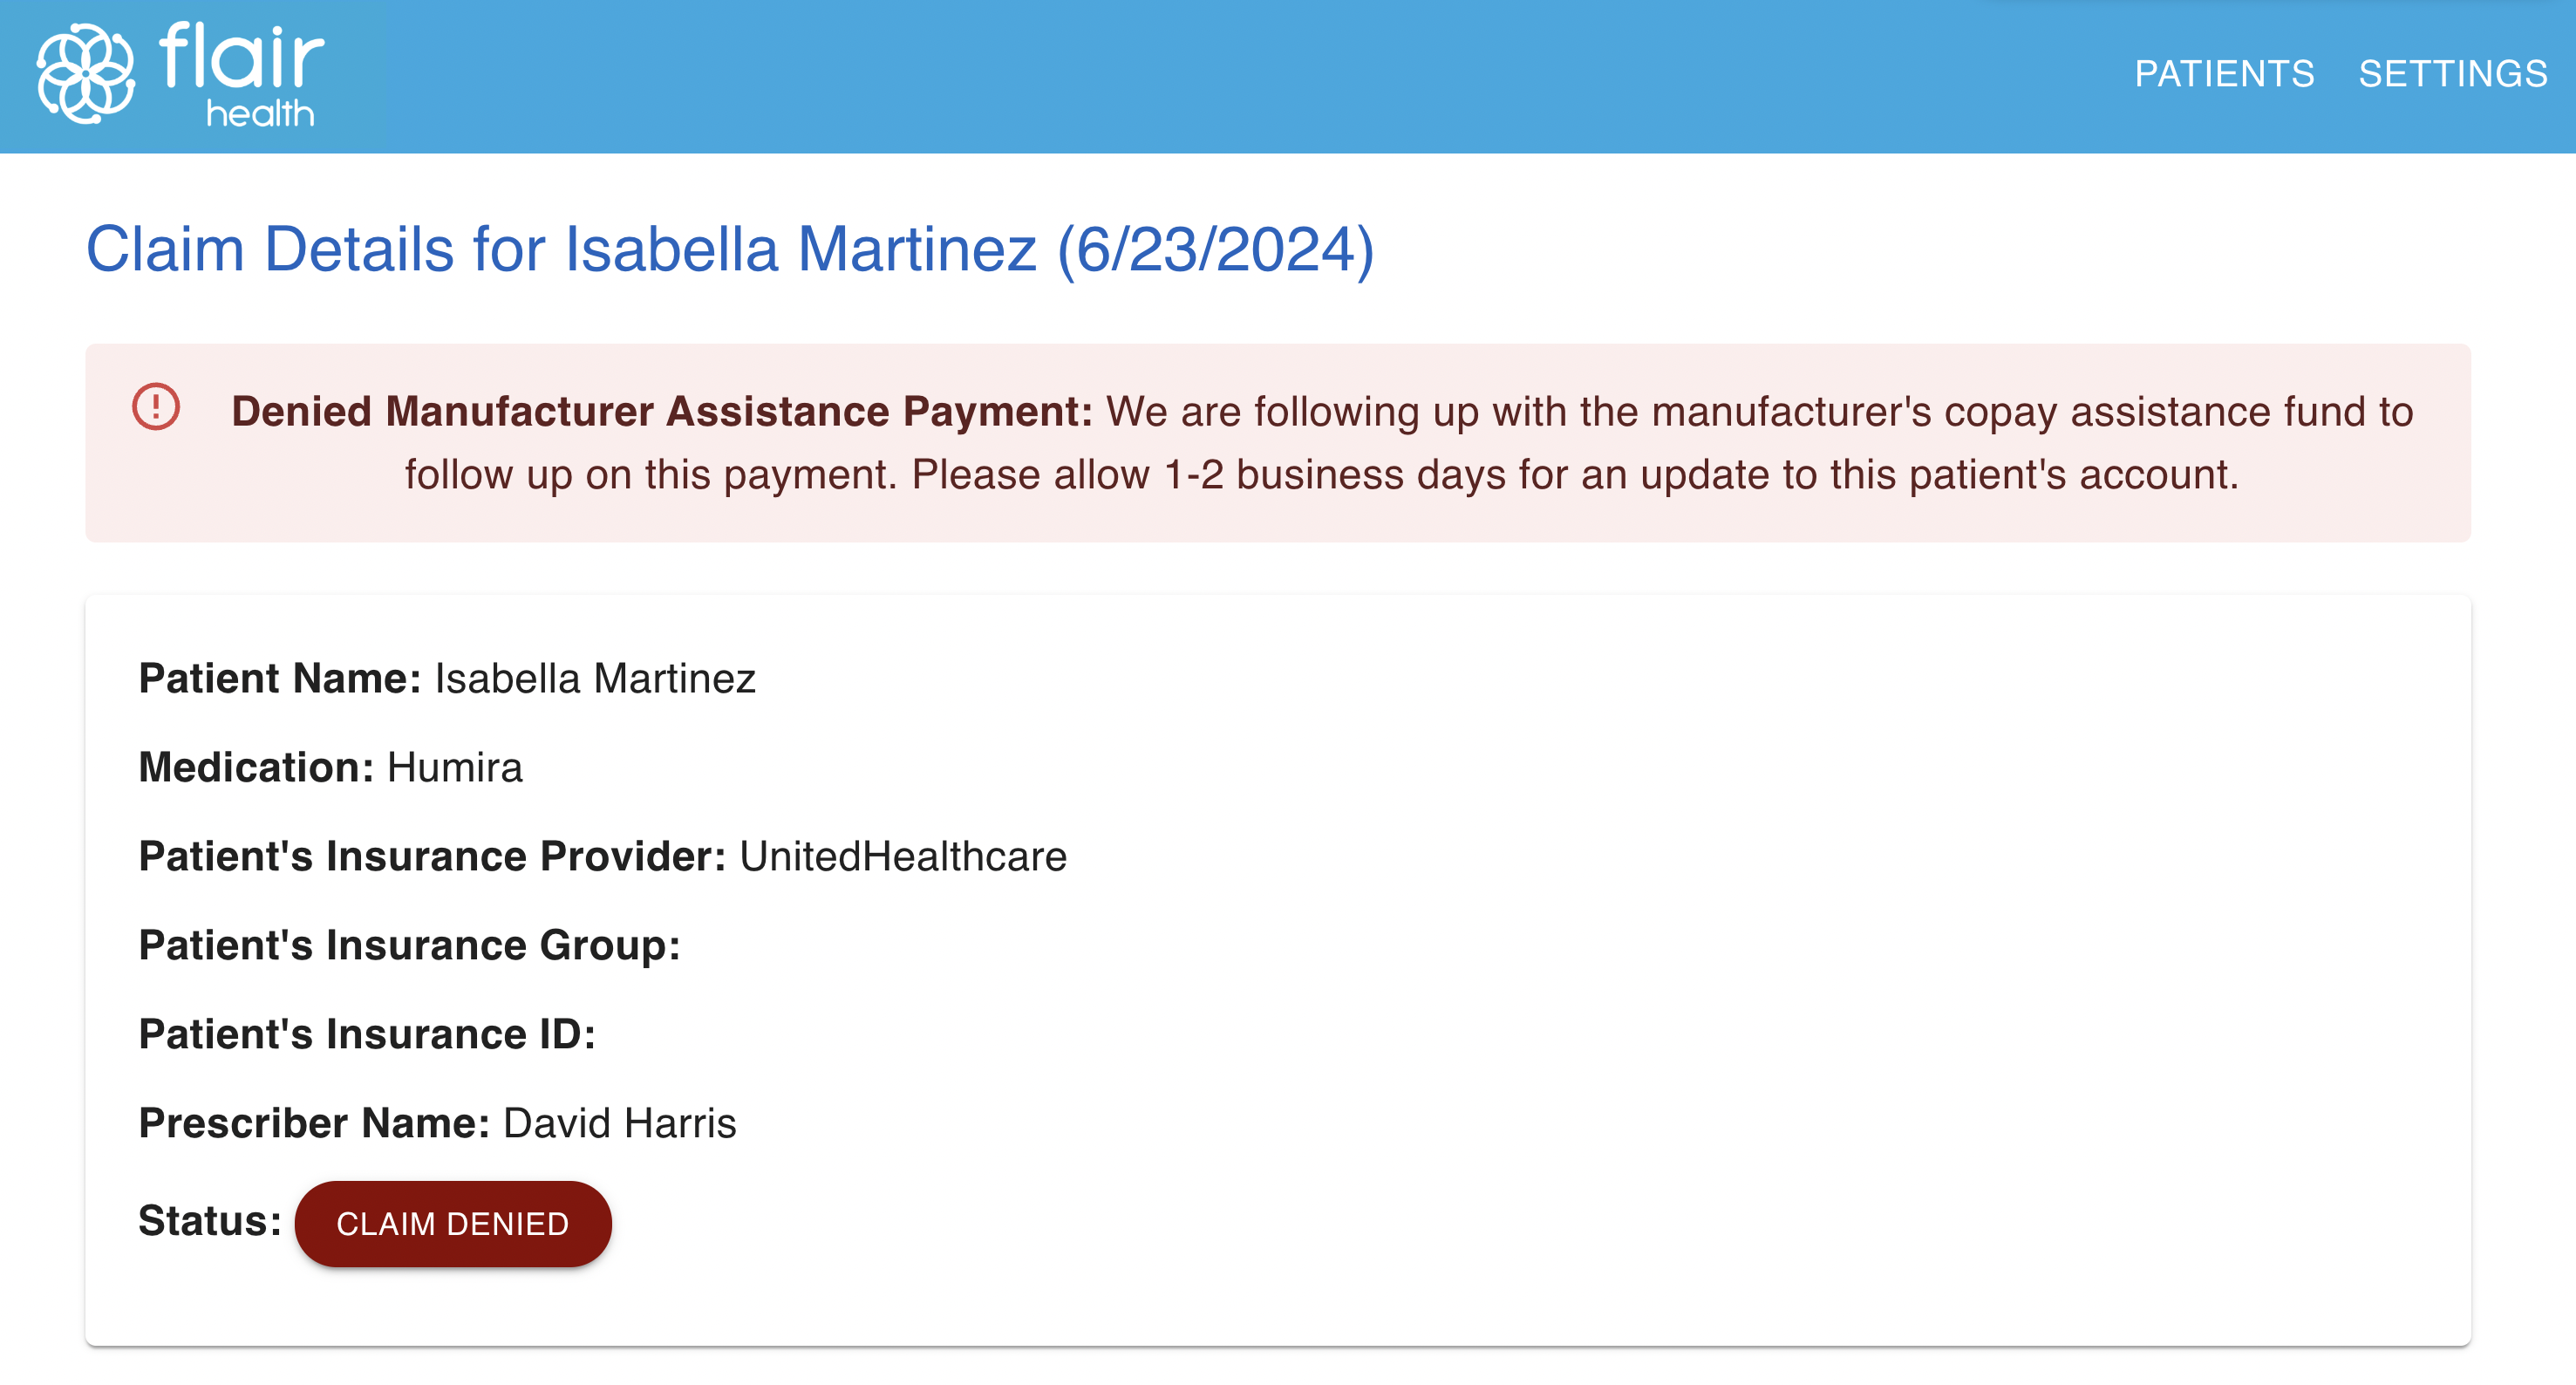 flair
health
PATIENTS SETTINGS
Claim Details for Isabella Martinez (6/23/2024)
Denied Manufacturer Assistance Payment: We are following up with the manufacturer's copay assistance fund to
follow up on this payment. Please allow 1-2 business days for an update to this patient's account.
Patient Name: Isabella Martinez
Medication: Humira
Patient's Insurance Provider: UnitedHealthcare
Patient's Insurance Group:
Patient's Insurance ID:
Prescriber Name: David Harris
Status: CLAIM DENIED